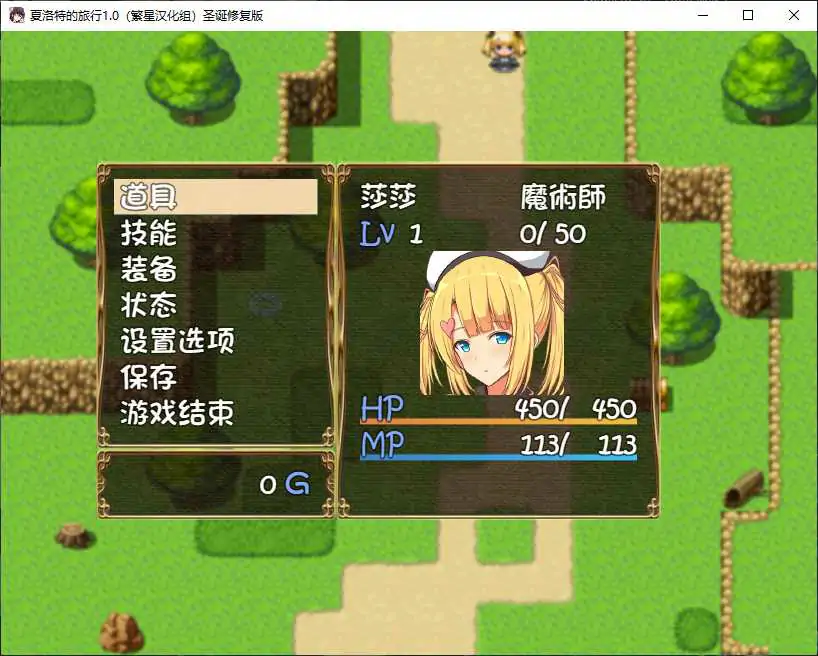 夏洛特的旅行1.0（繁星汉化组）圣诞修复版
道具
技能
装备
状态
设置选项
保存
游戏结束
0 G
莎莎 魔術師
Lv 1 0/ 50
HP 450/ 450
MP 113/ 113